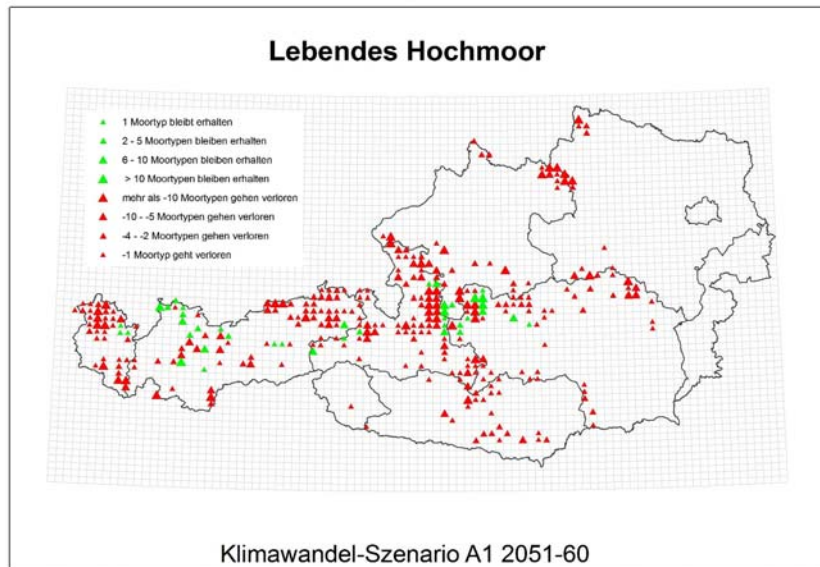 Lebendes Hochmoor
1 Moortyp bleibt erhalten
2 - 5 Moortypen bleiben erhalten
6 - 10 Moortypen bleiben erhalten
> 10 Moortypen bleiben erhalten
mehr als -10 Moortypen gehen verloren
-10 - -5 Moortypen gehen verloren
-4 - -2 Moortypen gehen verloren
-1 Moortyp geht verloren
Klimawandel-Szenario A1 2051-60